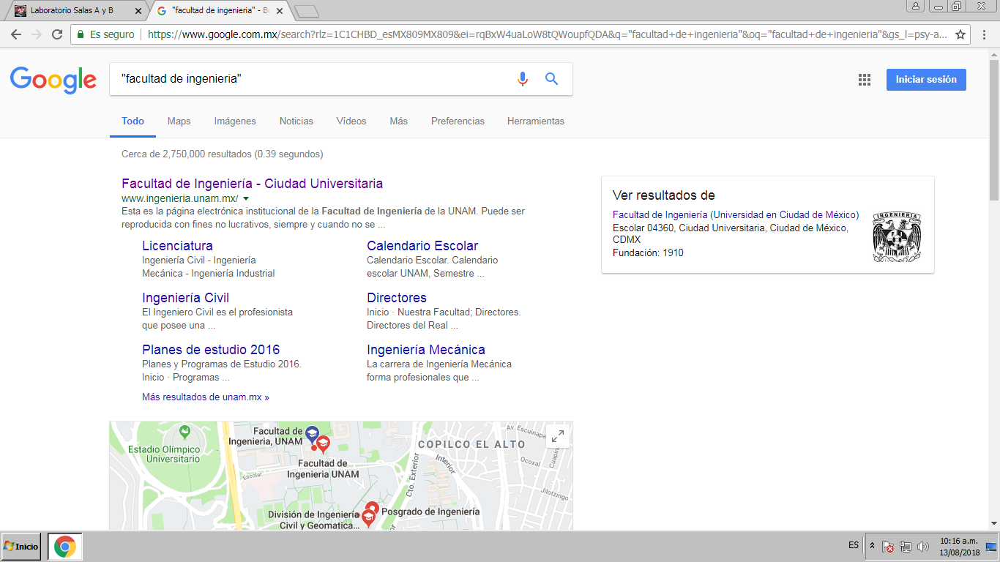 Laboratorio Salas A y B
"facultad de ingenieria" - Bu
Es seguro
https://www.google.com.mx/search?rlz=1C1CHBD_esMX809MX809&ei=rqBxW4uaLoW8tQWoupfQDA&q="facultad+de+ingenieria"&oq="facultad+de+ingenieria"&gs_l=psy-a...
Google
"facultad de ingenieria"
Iniciar sesión
Todo Maps Imágenes Noticias Vídeos Más Preferencias Herramientas
Cerca de 2,750,000 resultados (0.39 segundos)
Facultad de Ingeniería - Ciudad Universitaria
www.ingenieria.unam.mx/
Esta es la página electrónica institucional de la Facultad de Ingeniería de la UNAM. Puede ser
reproducida con fines no lucrativos, siempre y cuando no se ...
Licenciatura
Ingeniería Civil - Ingeniería
Mecánica - Ingeniería Industrial
Calendario Escolar
Calendario Escolar. Calendario
escolar UNAM, Semestre ...
Ingeniería Civil
El Ingeniero Civil es el profesionista
que posee una ...
Directores
Inicio · Nuestra Facultad; Directores.
Directores del Real ...
Planes de estudio 2016
Planes y Programas de Estudio 2016.
Inicio · Programas ...
Ingeniería Mecánica
La carrera de Ingeniería Mecánica
forma profesionales que ...
Más resultados de unam.mx »
Ver resultados de
Facultad de Ingeniería (Universidad en Ciudad de México)
Escolar 04360, Ciudad Universitaria, Ciudad de México,
CDMX
Fundación: 1910
INGENIERIA
Estadio Olímpico
Universitario
Facultad de
Ingenieria, UNAM
Facultad de
Ingenieria UNAM
Escolar
COPILCO EL ALTO
Av. Escuinapa
Ocoxal
Cuapin
Jilotzingo
Interior
Cto. Exterior
Posgrado de Ingeniería
División de Ingeniería
Civil y Geomatica...
Inicio
ES
10:16 a.m.
13/08/2018